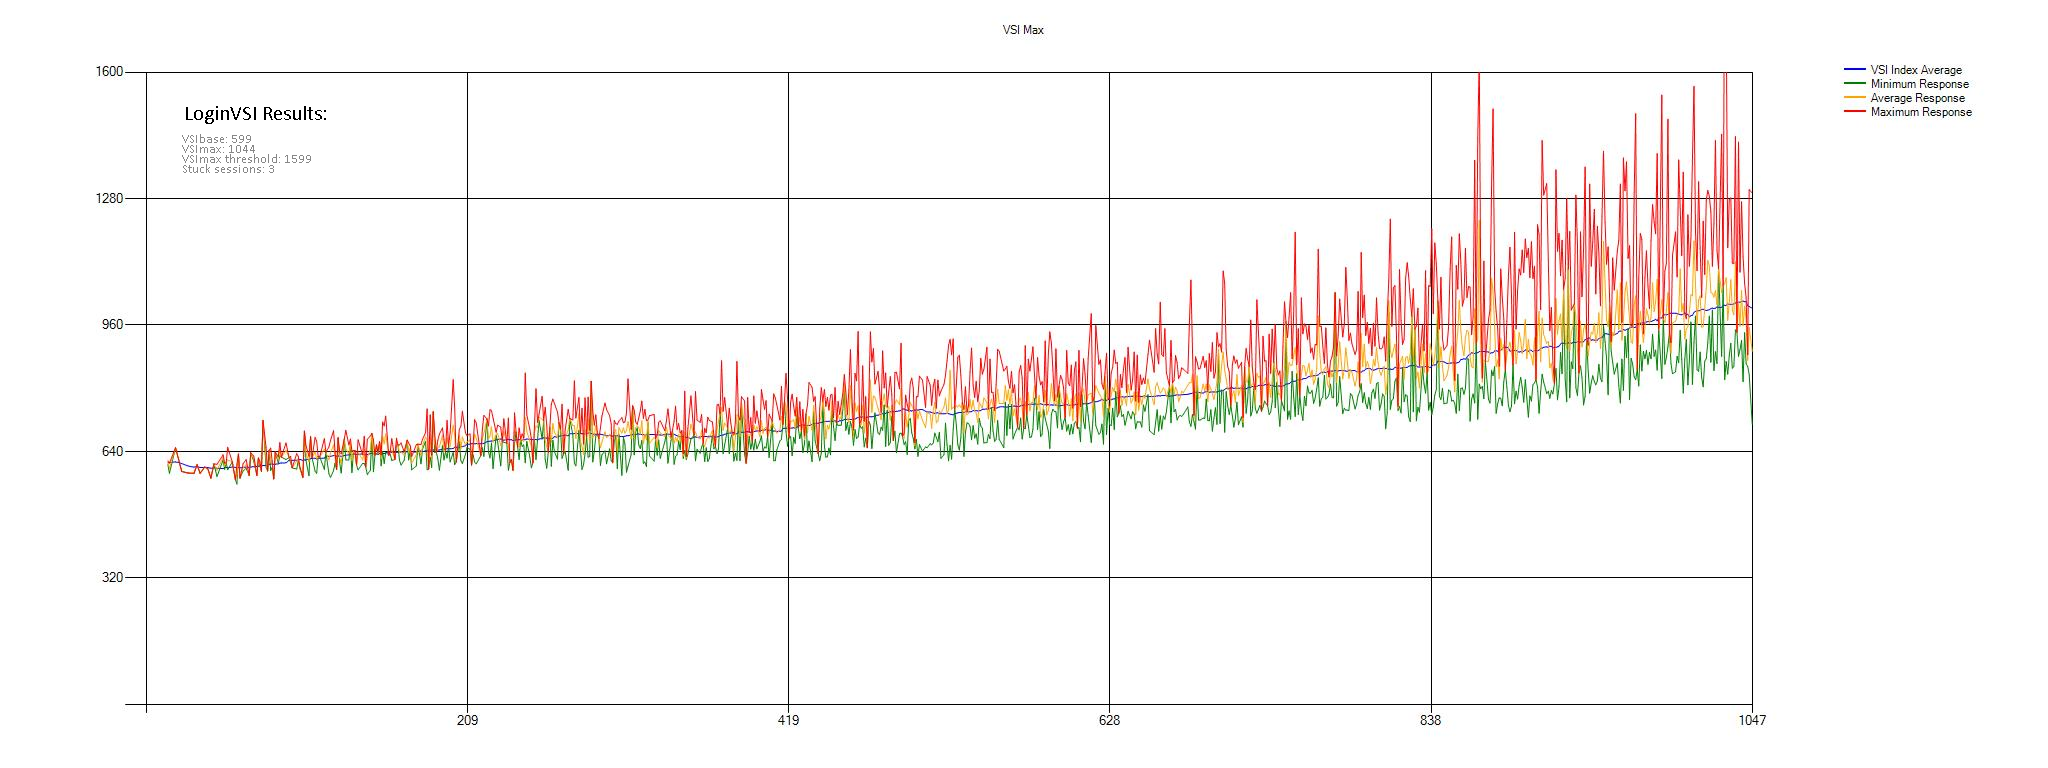 VSI Max
1600
1280
960
640
320
LoginVSI Results:
VSIbase: 599
VSImax: 1044
VSImax threshold: 1599
Stuck sessions: 3
209
419
628
838
1047
VSI Index Average
Minimum Response
Average Response
Maximum Response